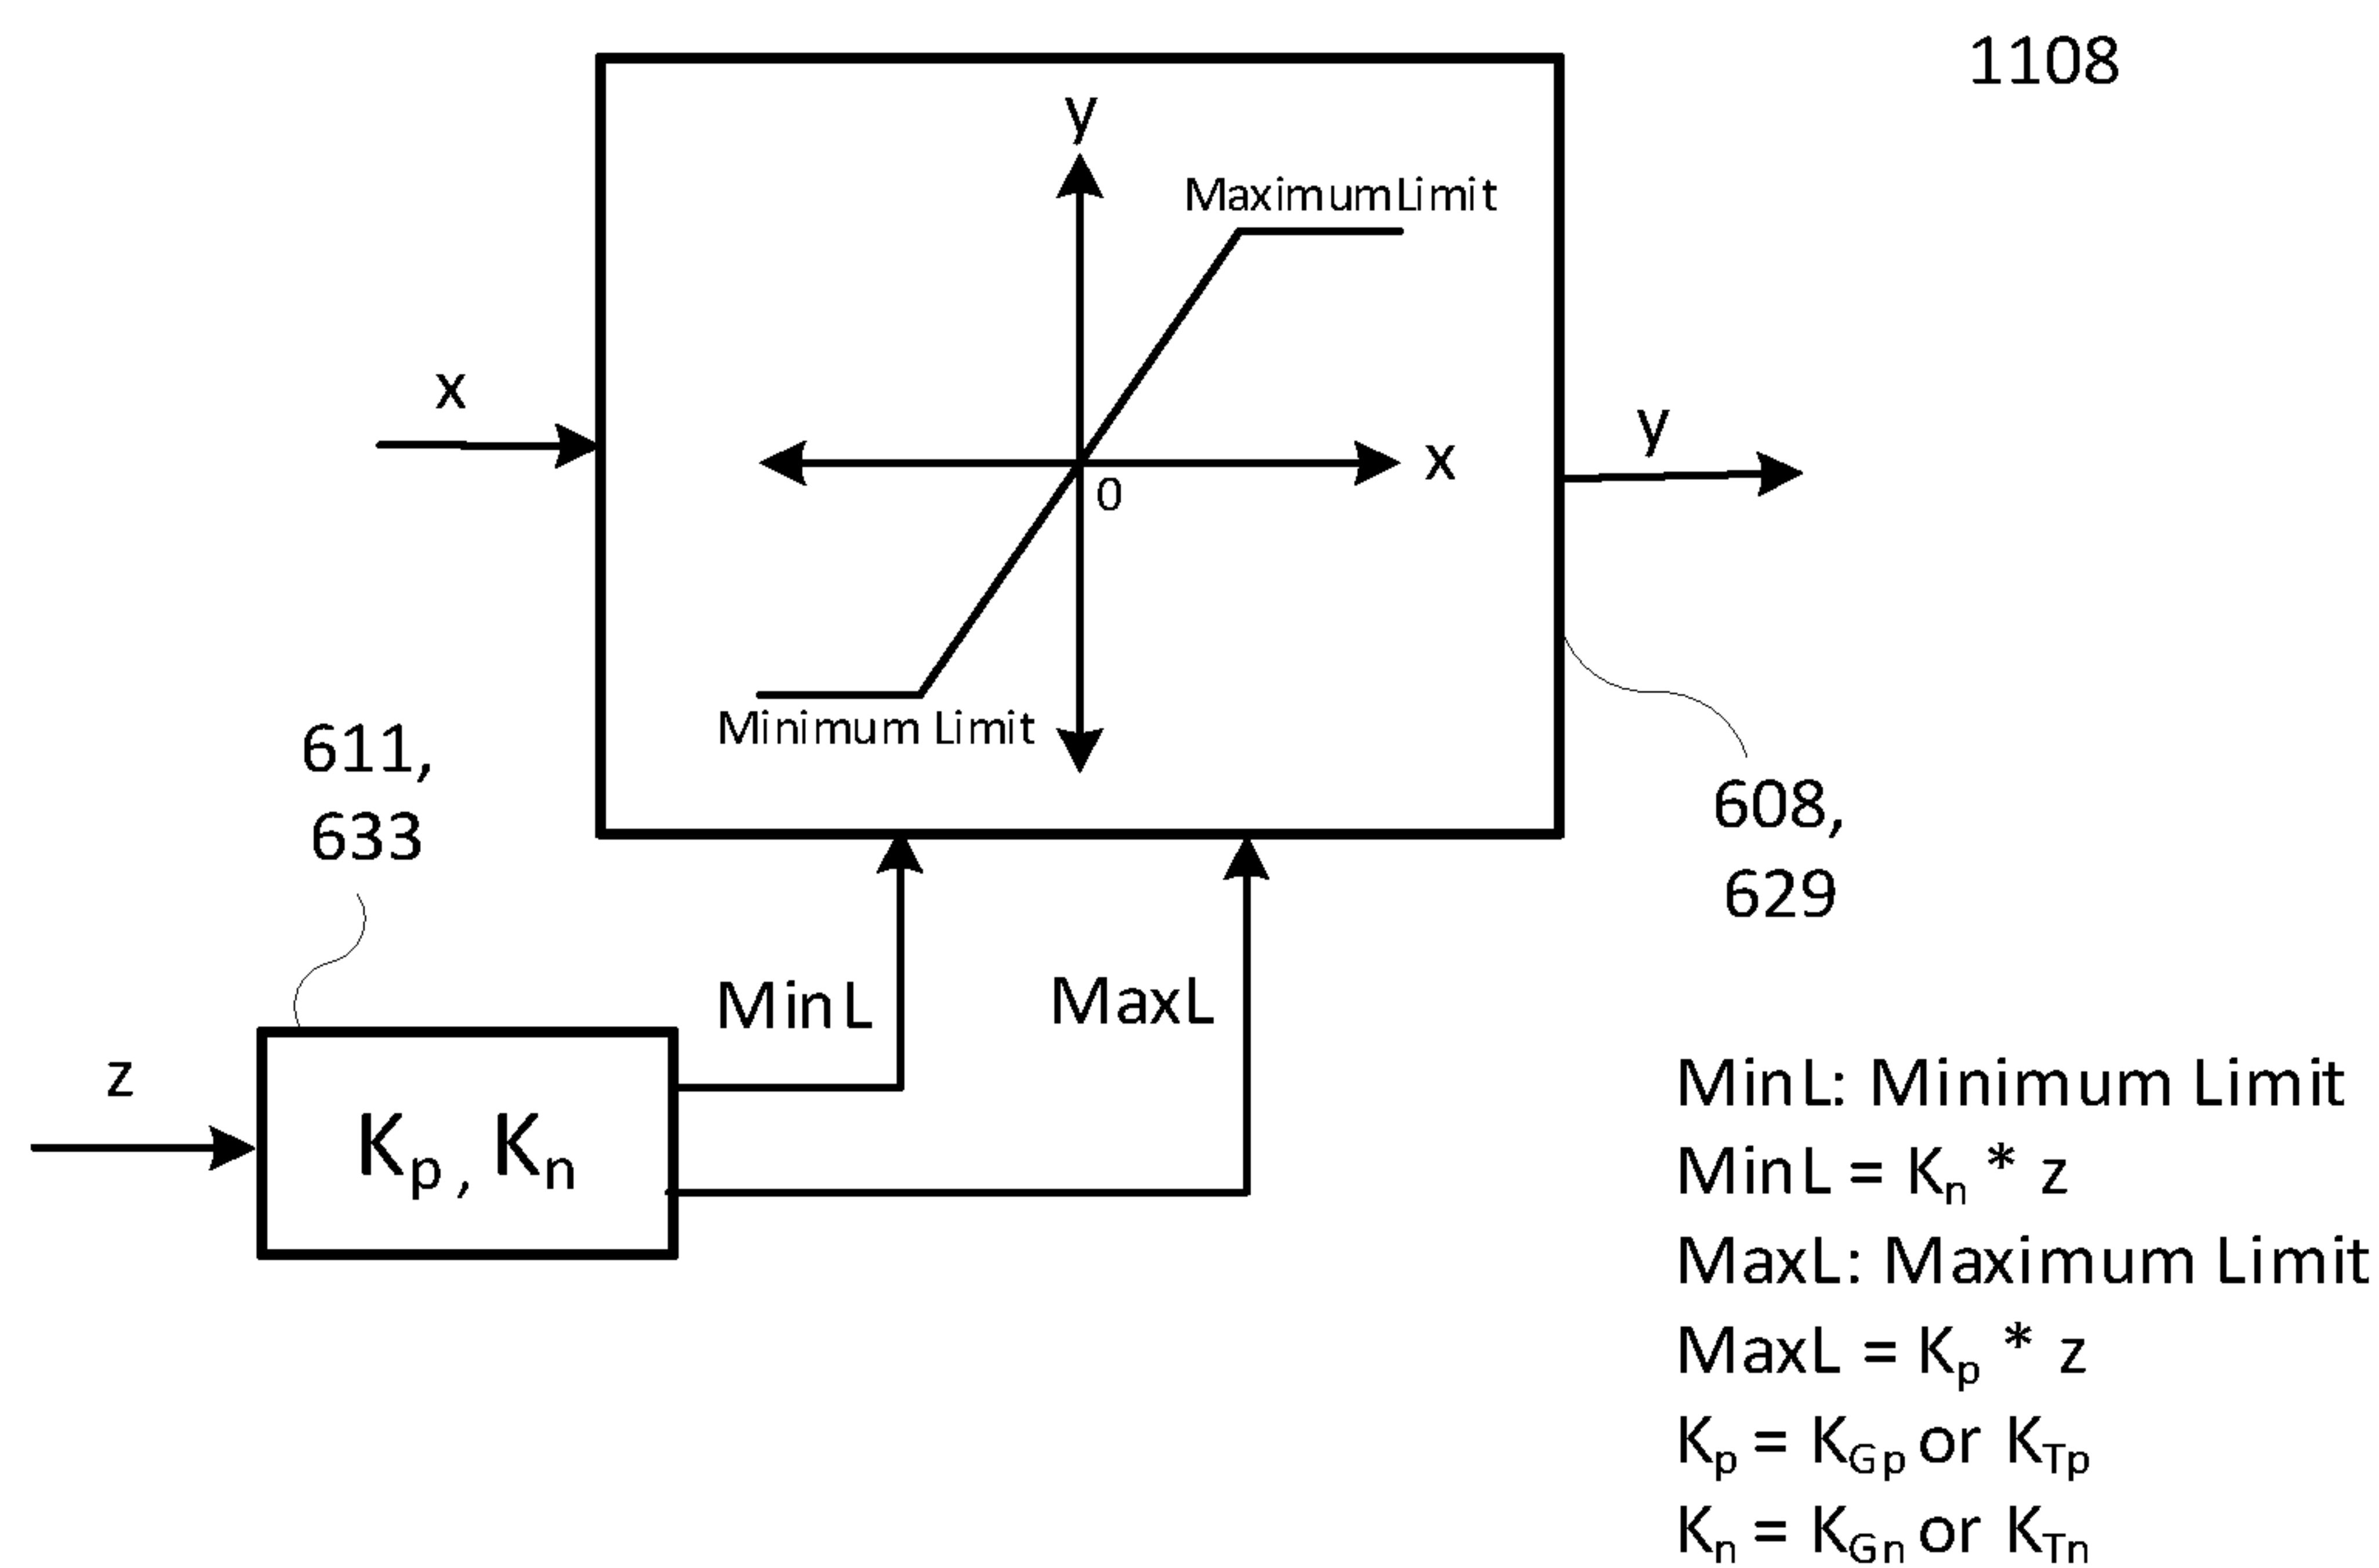 1108
y
MaximumLimit
x
y
x
0
Minimum Limit
611,
633
608,
629
MinL
MaxL
z
Kp, Kn
MinL: Minimum Limit
MinL = Kn * z
MaxL: Maximum Limit
MaxL = Kp * z
Kp = KGp or KTp
Kn = KGn or KTn